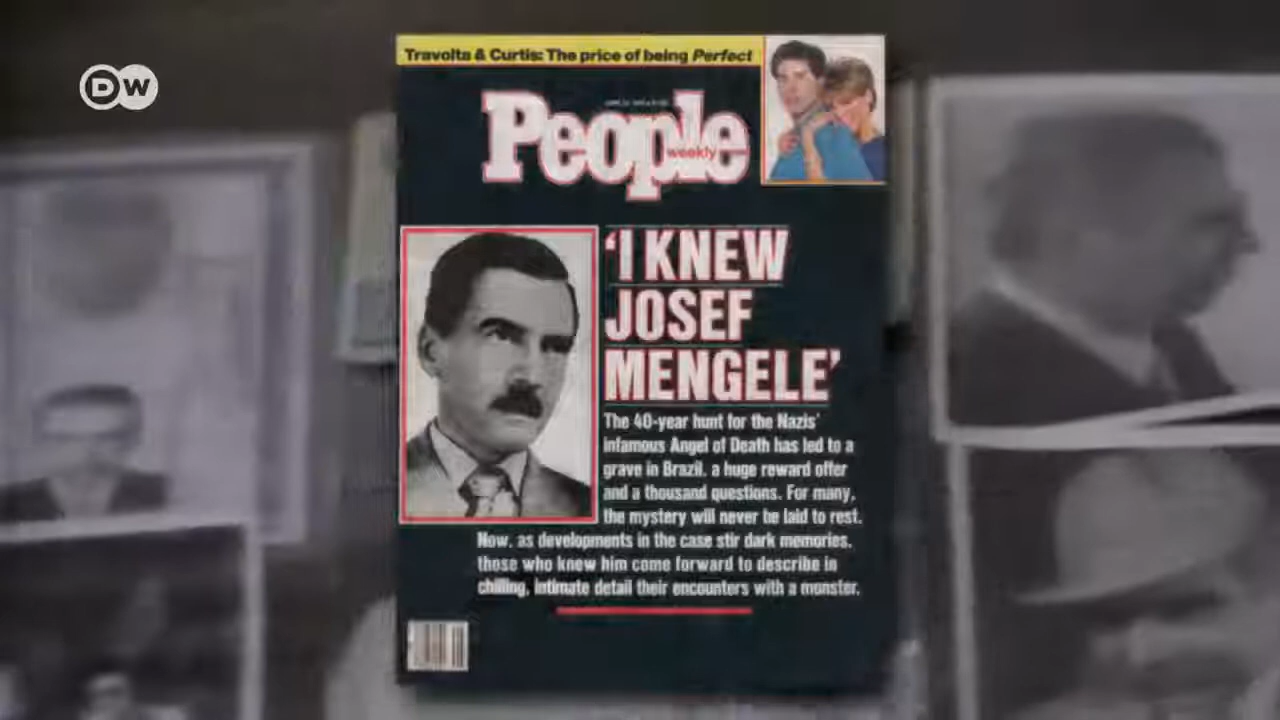 DW
Travolta & Curtis: The price of being Perfect
People
weekly
'I KNEW
JOSEF
MENGELE'
The 40-year hunt for the Nazis'
infamous Angel of Death has led to a
grave in Brazil, a huge reward offer
and a thousand questions. For many,
the mystery will never be laid to rest.
Now, as developments in the case stir dark memories,
those who knew him come forward to describe in
chilling, intimate detail their encounters with a monster.